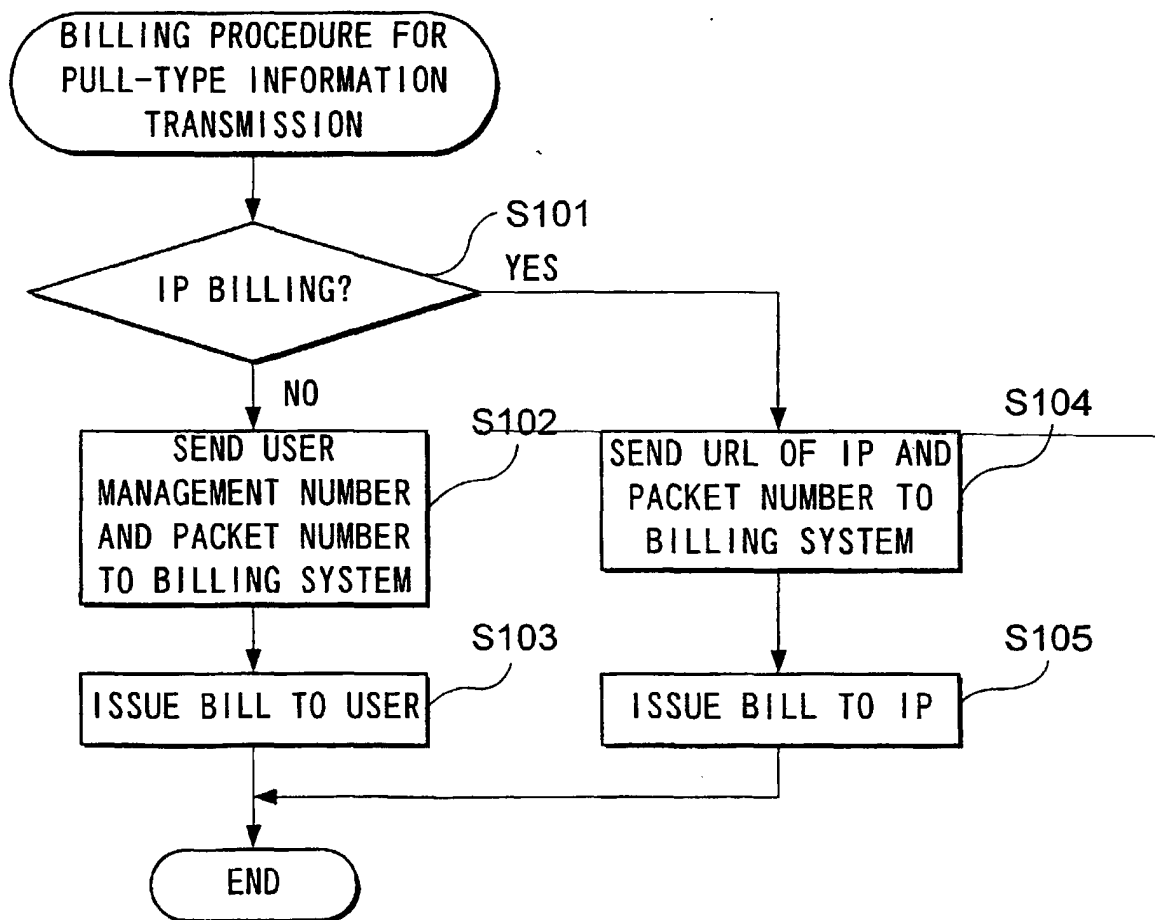 BILLING PROCEDURE FOR
PULL-TYPE INFORMATION
TRANSMISSION
S101
IP BILLING?
YES
NO
S102
SEND USER
MANAGEMENT NUMBER
AND PACKET NUMBER
TO BILLING SYSTEM
S104
SEND URL OF IP AND
PACKET NUMBER TO
BILLING SYSTEM
S103
ISSUE BILL TO USER
S105
ISSUE BILL TO IP
END